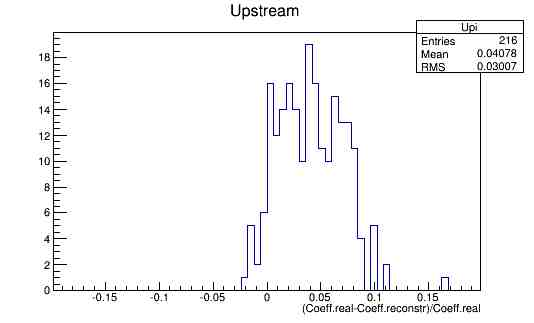 Upstream
Upi
Entries 216
Mean 0.04078
RMS 0.03007
18
16
14
12
10
8
6
4
2
0
-0.15 -0.1 -0.05 0 0.05 0.1 0.15
(Coeff.real-Coeff.reconstr)/Coeff.real